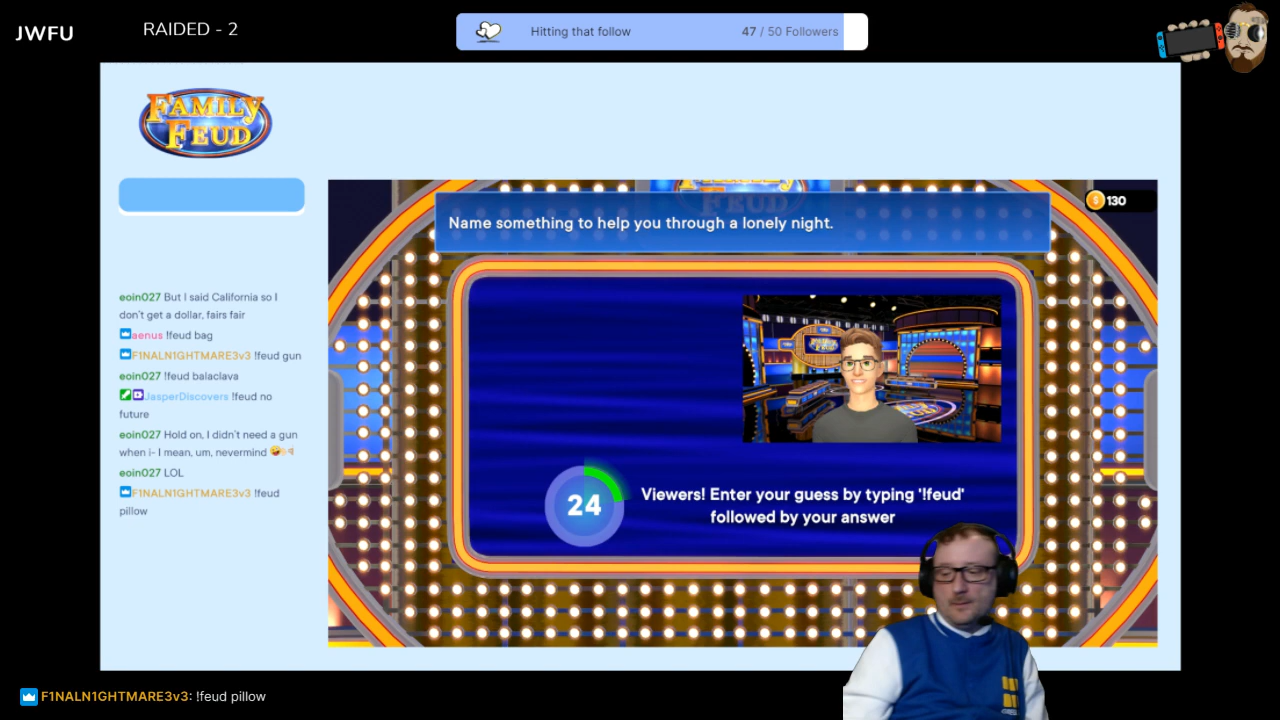 JWFU
RAIDED - 2
Hitting that follow
47 / 50 Followers
FAMILY
FEUD
130
Name something to help you through a lonely night.
eoin027 But I said California so I
don't get a dollar, fairs fair
aenus !feud bag
F1NALN1GHTMARE3v3 !feud gun
eoin027 !feud balaclava
JasperDiscovers !feud no
future
eoin027 Hold on, I didn't need a gun
when i- I mean, um, nevermind
eoin027 LOL
F1NALN1GHTMARE3v3 !feud
pillow
24
Viewers! Enter your guess by typing '!feud'
followed by your answer
F1NALN1GHTMARE3v3: !feud pillow